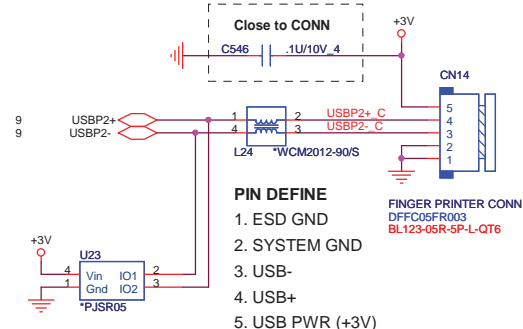 Close to CONN
C546 .1U/10V_4
+3V
CN14
9 USBP2+ 1 2 USBP2+_C 5
9 USBP2- 4 3 USBP2-_C 4
3
2
1
L24 *WCM2012-90/S
PIN DEFINE
1. ESD GND
2. SYSTEM GND
3. USB-
4. USB+
5. USB PWR (+3V)
FINGER PRINTER CONN
DFFC05FR003
BL123-05R-5P-L-QT6
+3V
U23
4 Vin IO1 2
1 Gnd IO2 3
*PJSR05